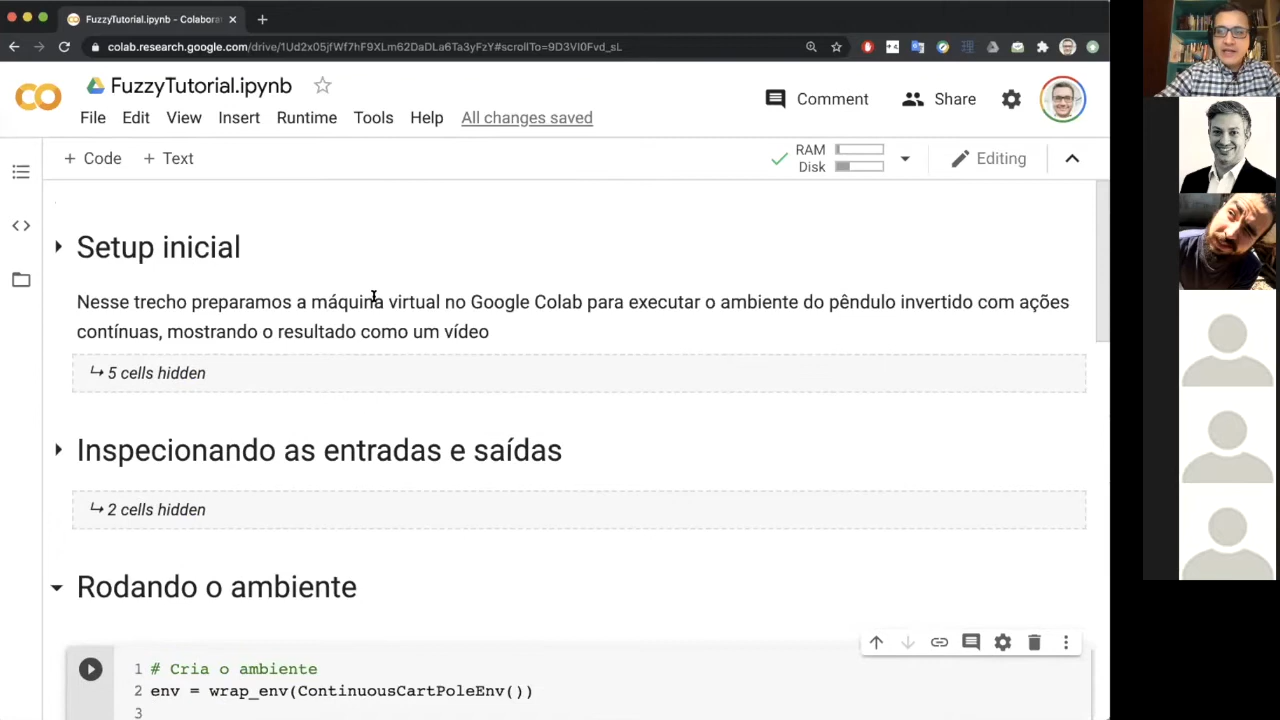 FuzzyTutorial.ipynb - Colabora
colab.research.google.com/drive/1Ud2x05jfWf7hF9XLm62DaDLa6Ta3yFzY#scrollTo=9D3Vl0Fvd_sL
CO FuzzyTutorial.ipynb
Comment Share
File Edit View Insert Runtime Tools Help All changes saved
+ Code + Text
RAM
Disk
Editing
Setup inicial
Nesse trecho preparamos a máquina virtual no Google Colab para executar o ambiente do pêndulo invertido com ações
contínuas, mostrando o resultado como um vídeo
5 cells hidden
Inspecionando as entradas e saídas
2 cells hidden
Rodando o ambiente
1 # Cria o ambiente
2 env = wrap_env(ContinuousCartPoleEnv())
3